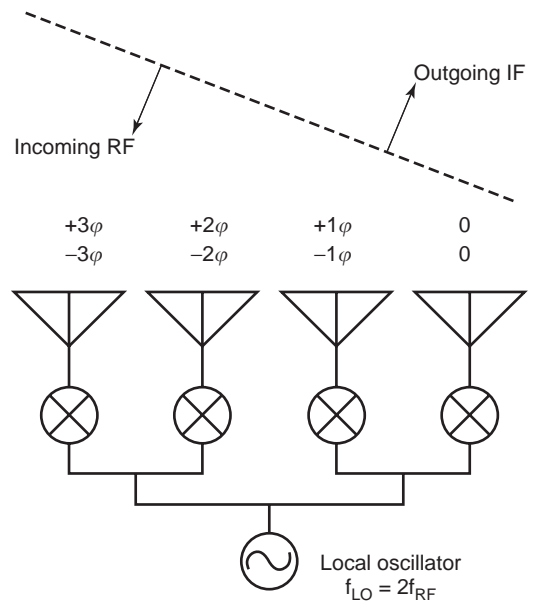 Outgoing IF
Incoming RF
+3φ +2φ +1φ 0
−3φ −2φ −1φ 0
Local oscillator
f_LO = 2f_RF